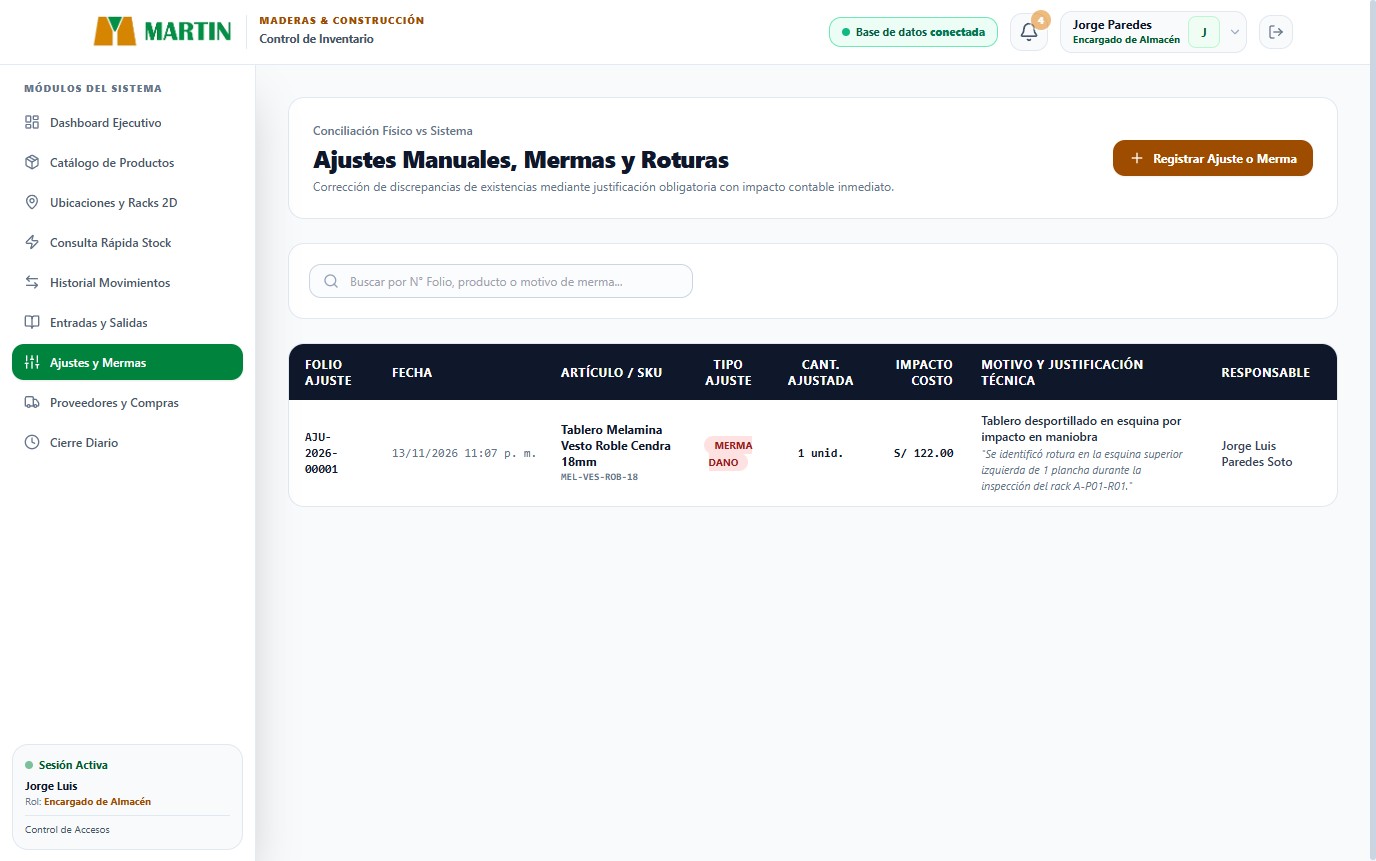 MARTIN
MADERAS & CONSTRUCCIÓN
Control de Inventario
Base de datos conectada
4
Jorge Paredes
Encargado de Almacén
J
MÓDULOS DEL SISTEMA
Dashboard Ejecutivo
Catálogo de Productos
Ubicaciones y Racks 2D
Consulta Rápida Stock
Historial Movimientos
Entradas y Salidas
Ajustes y Mermas
Proveedores y Compras
Cierre Diario
Sesión Activa
Jorge Luis
Rol: Encargado de Almacén
Control de Accesos
Conciliación Físico vs Sistema
Ajustes Manuales, Mermas y Roturas
Corrección de discrepancias de existencias mediante justificación obligatoria con impacto contable inmediato.
Registrar Ajuste o Merma
Buscar por N° Folio, producto o motivo de merma...
FOLIO
AJUSTE
FECHA
ARTÍCULO / SKU
TIPO
AJUSTE
CANT.
AJUSTADA
IMPACTO
COSTO
MOTIVO Y JUSTIFICACIÓN
TÉCNICA
RESPONSABLE
AJU-
2026-
00001
13/11/2026 11:07 p. m.
Tablero Melamina
Vesto Roble Cendra
18mm
MEL-VES-ROB-18
MERMA
DANO
1 unid.
S/ 122.00
Tablero desportillado en esquina por
impacto en maniobra
"Se identificó rotura en la esquina superior
izquierda de 1 plancha durante la
inspección del rack A-P01-R01."
Jorge Luis
Paredes Soto